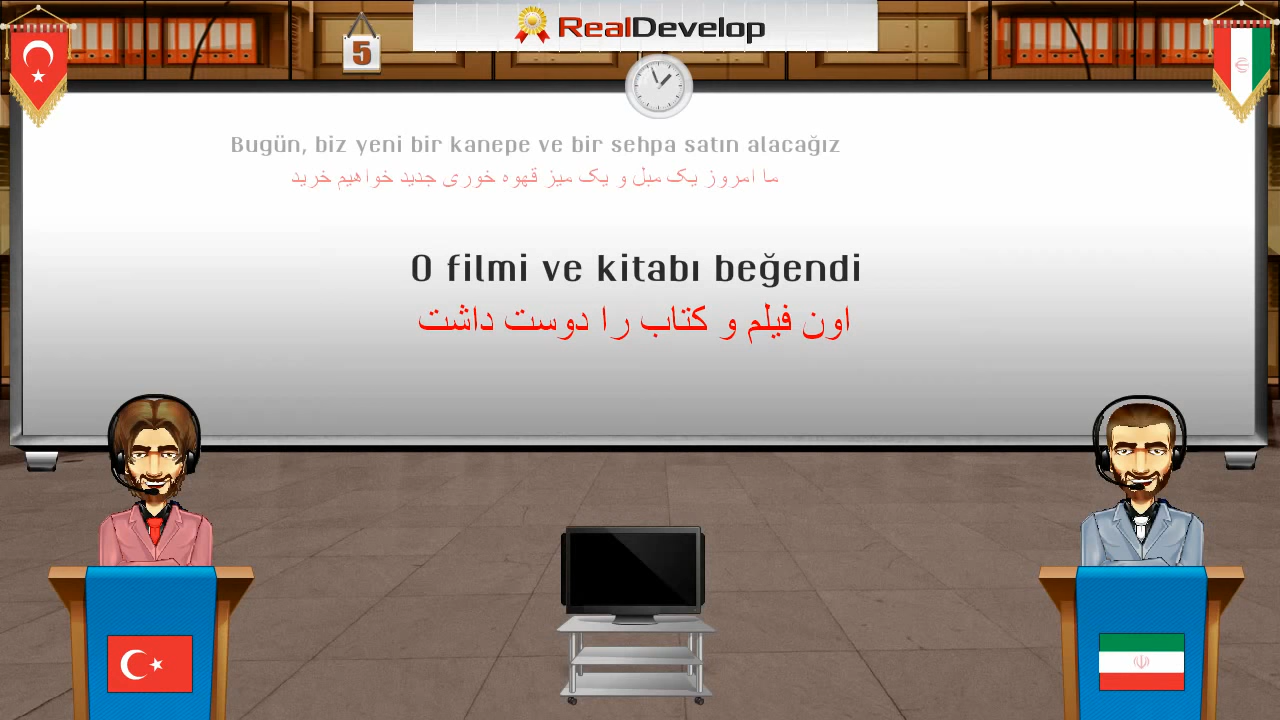 RealDevelop
5
Bugün, biz yeni bir kanepe ve bir sehpa satın alacağız
ما امروز یک مبل و یک میز قهوه خوری جدید خواهیم خرید
O filmi ve kitabı beğendi
اون فیلم و کتاب را دوست داشت